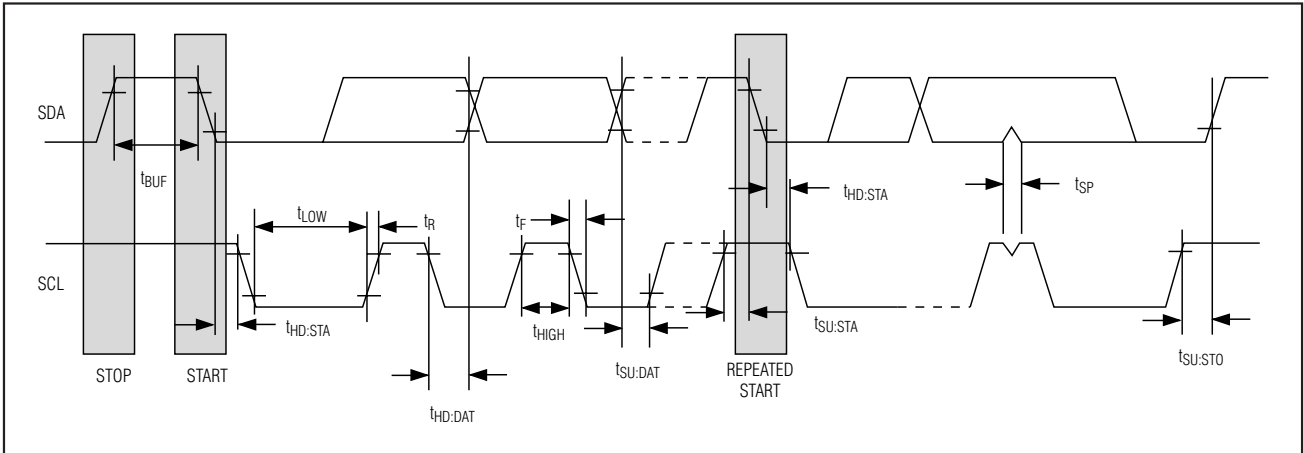 SDA
tBUF
tHD:STA
tSP
tLOW
tR
tF
SCL
tHD:STA
tHIGH
tSU:STA
tSU:DAT
tSU:STO
STOP
START
REPEATED
START
tHD:DAT